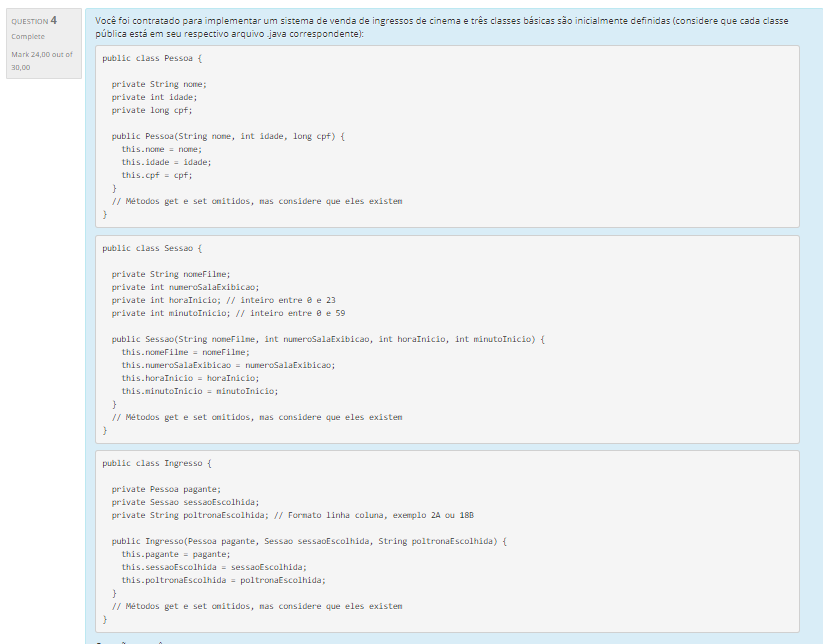 QUESTION 4
Complete
Mark 24,00 out of
30,00
Você foi contratado para implementar um sistema de venda de ingressos de cinema e três classes básicas são inicialmente definidas (considere que cada classe
pública está em seu respectivo arquivo .java correspondente):
public class Pessoa {
private String nome;
private int idade;
private long cpf;
public Pessoa(String nome, int idade, long cpf) {
this.nome = nome;
this.idade = idade;
this.cpf = cpf;
}
// Métodos get e set omitidos, mas considere que eles existem
}
public class Sessao {
private String nomeFilme;
private int numeroSalaExibicao;
private int horaInicio; // inteiro entre 0 e 23
private int minutoInicio; // inteiro entre 0 e 59
public Sessao(String nomeFilme, int numeroSalaExibicao, int horaInicio, int minutoInicio) {
this.nomeFilme = nomeFilme;
this.numeroSalaExibicao = numeroSalaExibicao;
this.horaInicio = horaInicio;
this.minutoInicio = minutoInicio;
}
// Métodos get e set omitidos, mas considere que eles existem
}
public class Ingresso {
private Pessoa pagante;
private Sessao sessaoEscolhida;
private String poltronaEscolhida; // Formato linha coluna, exemplo 2A ou 18B
public Ingresso(Pessoa pagante, Sessao sessaoEscolhida, String poltronaEscolhida) {
this.pagante = pagante;
this.sessaoEscolhida = sessaoEscolhida;
this.poltronaEscolhida = poltronaEscolhida;
}
// Métodos get e set omitidos, mas considere que eles existem
}